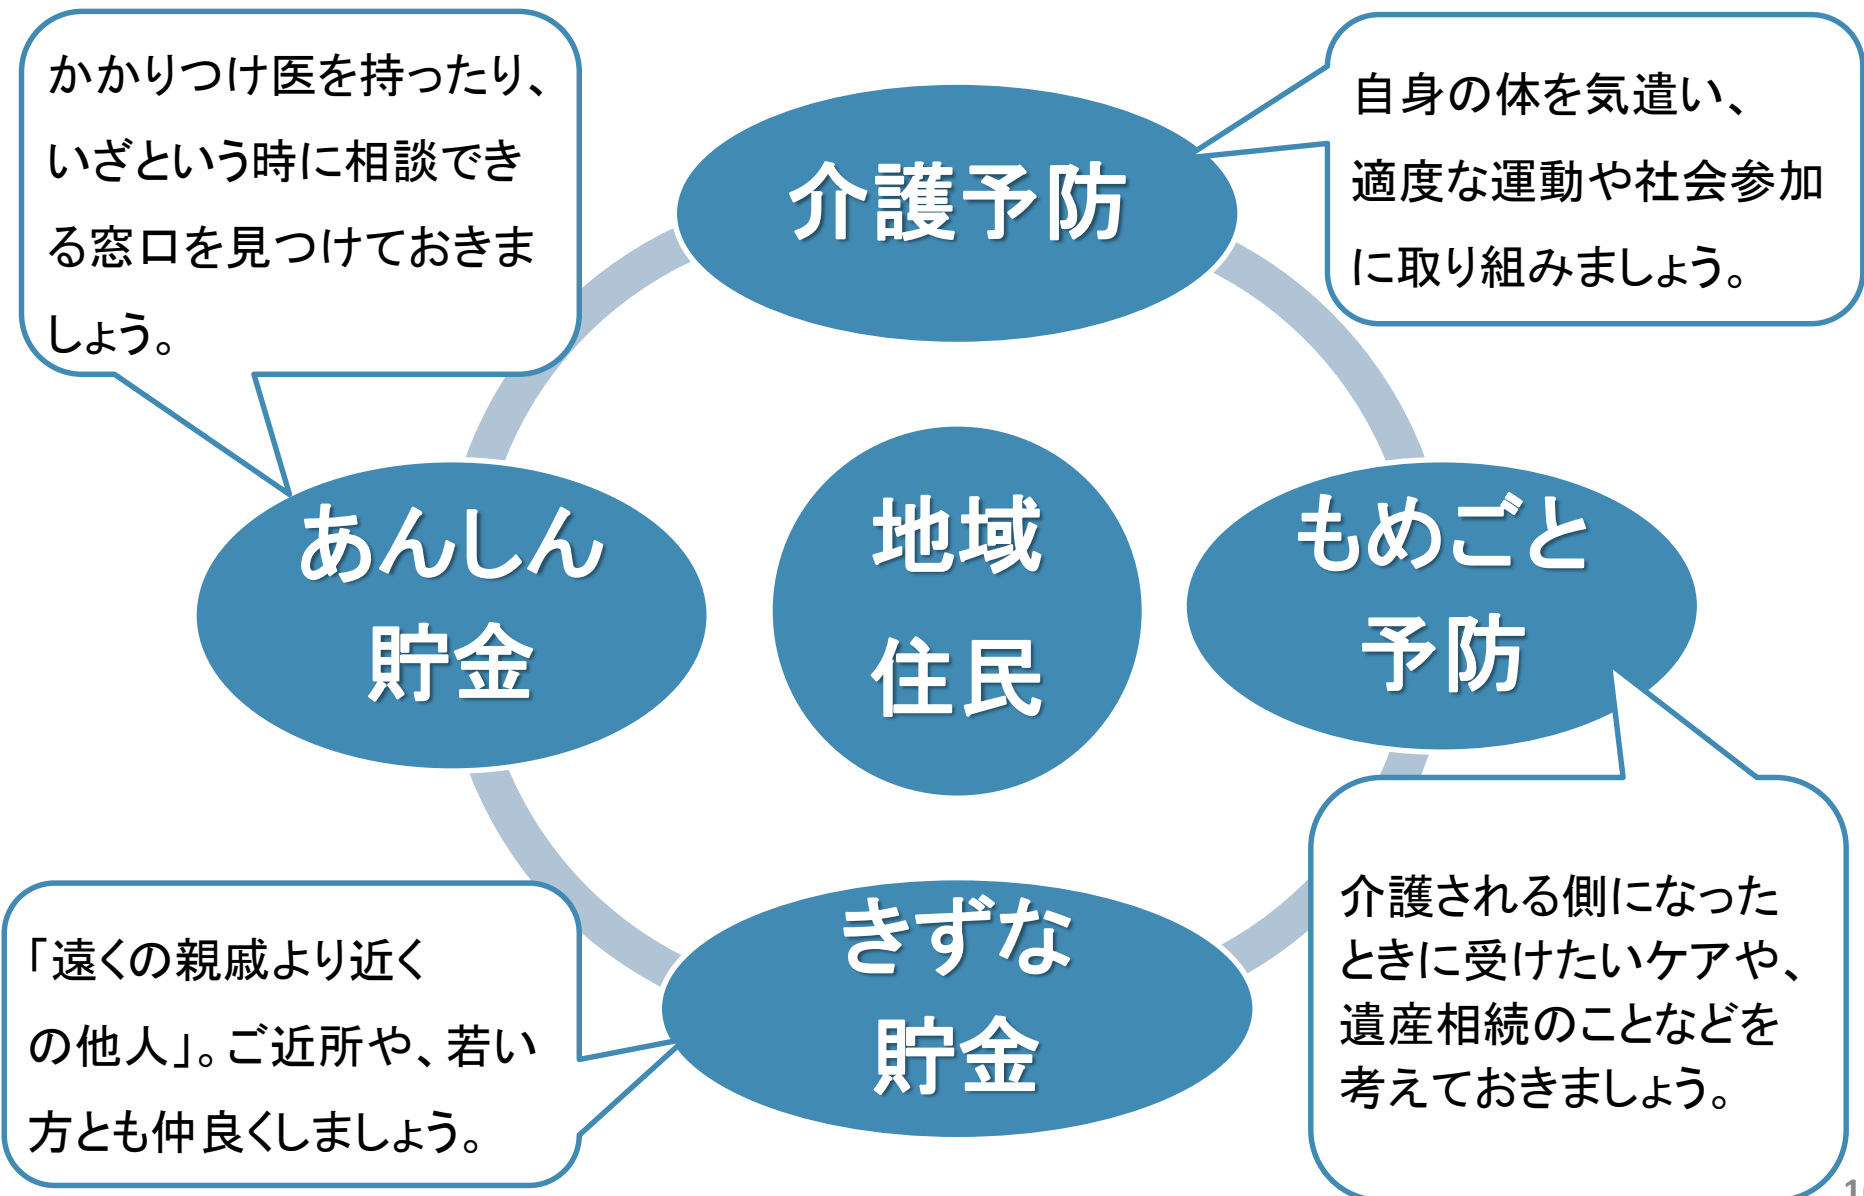 かかりつけ医を持ったり、
いざという時に相談でき
る窓口を見つけておきま
しょう。
自身の体を気遣い、
適度な運動や社会参加
に取り組みましょう。
介護予防
あんしん
貯金
地域
住民
もめごと
予防
きずな
貯金
「遠くの親戚より近く
の他人」。ご近所や、若い
方とも仲良くしましょう。
介護される側になった
ときに受けたいケアや、
遺産相続のことなどを
考えておきましょう。